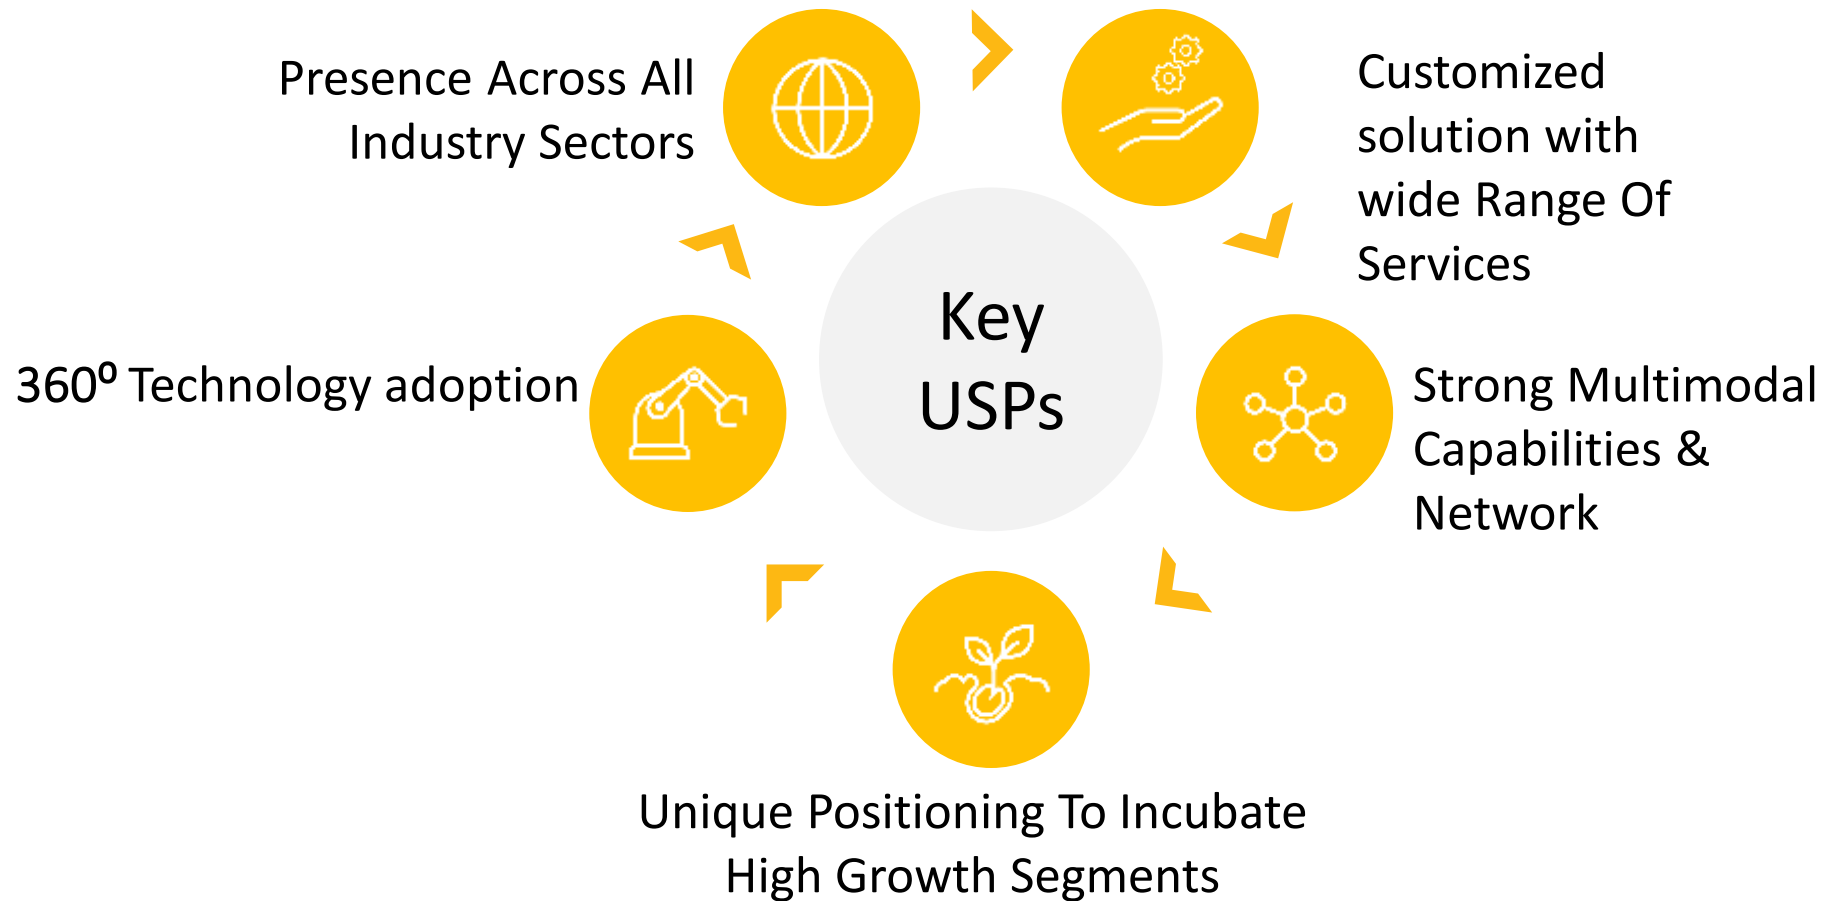 Presence Across All
Industry Sectors
Customized
solution with
wide Range Of
Services
Key
USPs
360⁰ Technology adoption
Strong Multimodal
Capabilities &
Network
Unique Positioning To Incubate
High Growth Segments